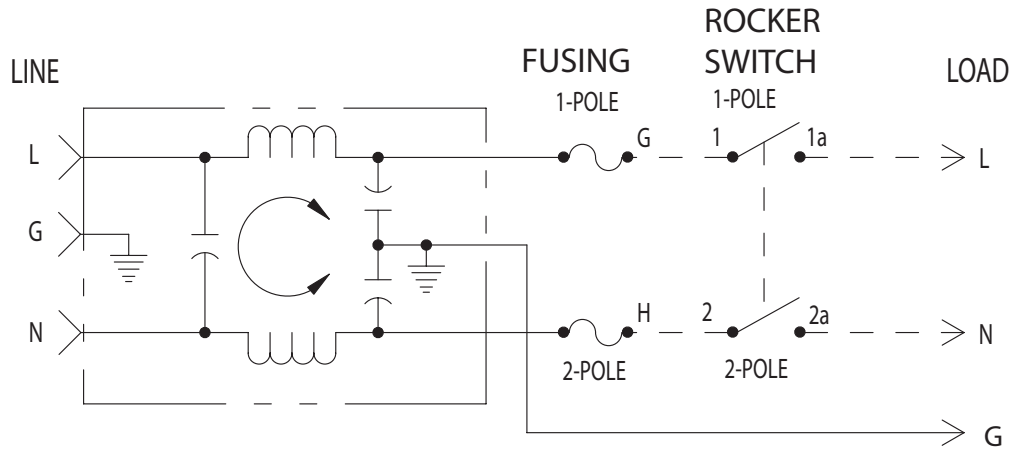 LINE
FUSING
ROCKER
SWITCH
LOAD
1-POLE
1-POLE
L
G
1
1a
L
G
N
H
2
2a
N
2-POLE
2-POLE
G